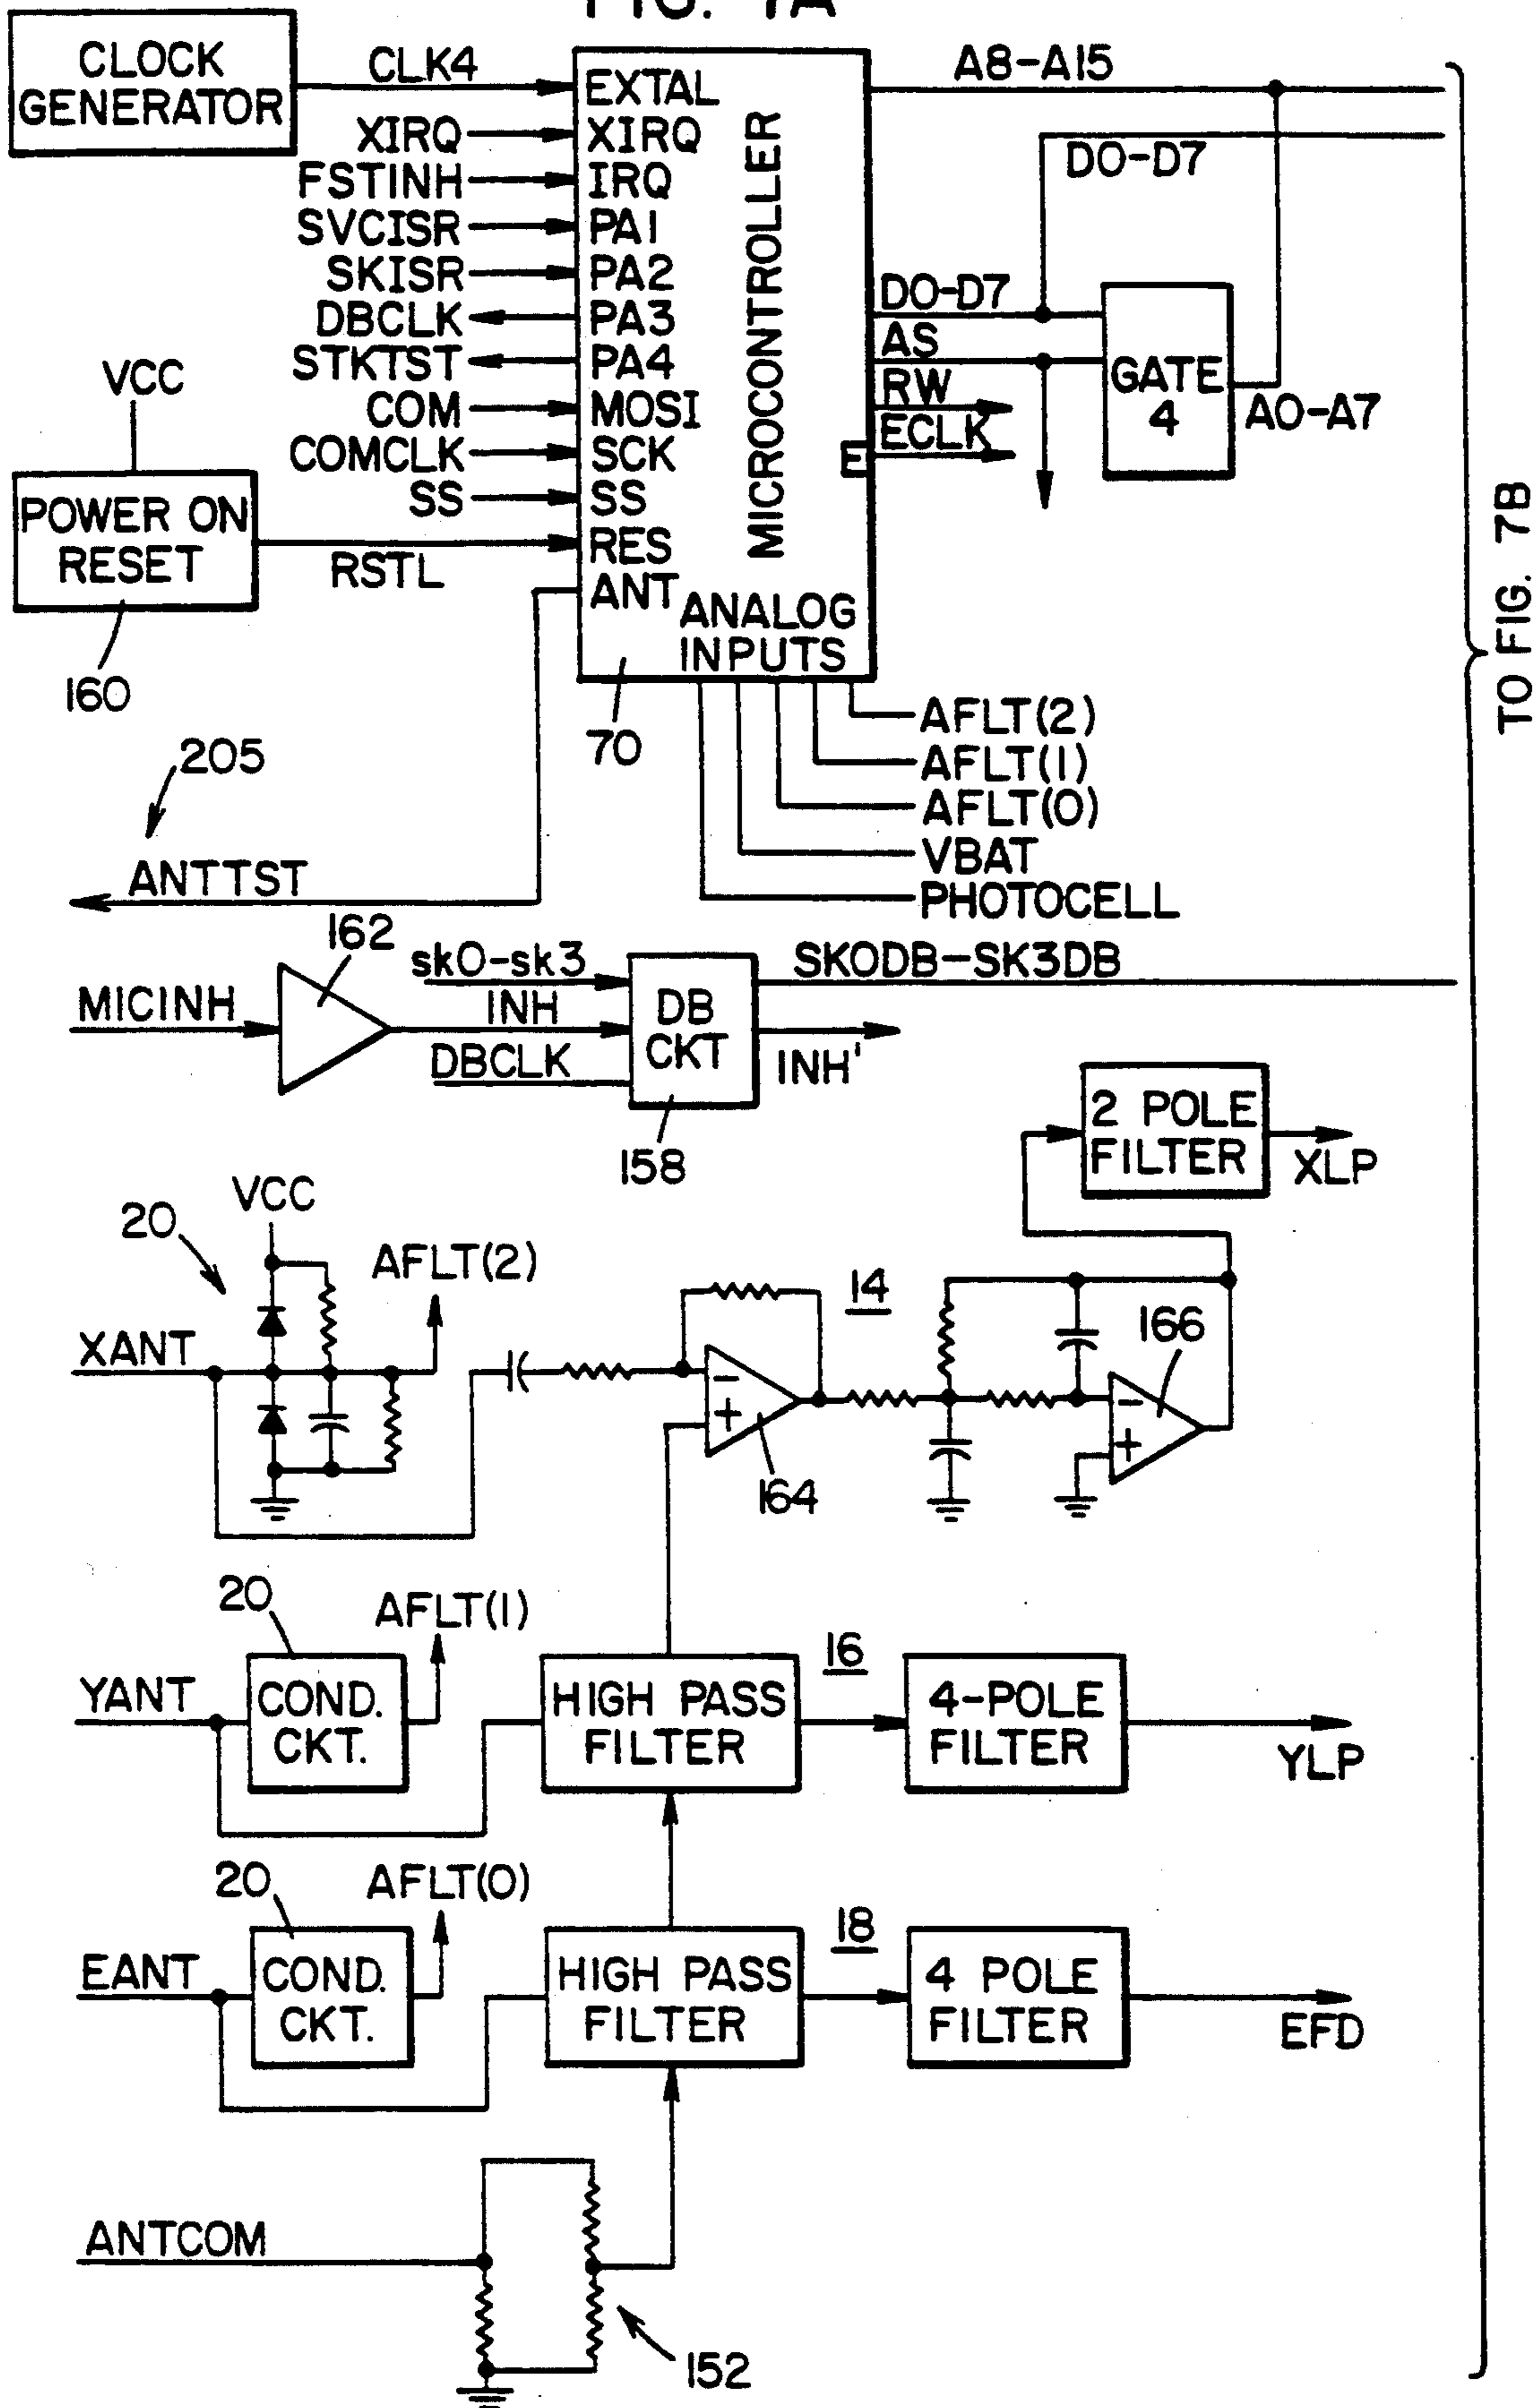 FIG. 7A
CLOCK
GENERATOR
CLK4
EXTAL
XIRQ
XIRQ
FSTINH
IRQ
SVCISR
PA1
SKISR
PA2
DBCLK
PA3
STKTST
PA4
COM
MOSI
COMCLK
SCK
SS
SS
RES
ANT
MICROCONTROLLER
ANALOG
INPUTS
E
70
VCC
POWER ON
RESET
RSTL
160
A8-A15
D0-D7
D0-D7
AS
RW
ECLK
GATE
4
A0-A7
TO FIG. 7B
AFLT(2)
AFLT(1)
AFLT(0)
VBAT
PHOTOCELL
205
ANTTST
162
MICINH
sk0-sk3
INH
DBCLK
DB
CKT
158
SK0DB-SK3DB
INH'
2 POLE
FILTER
XLP
VCC
20
AFLT(2)
XANT
14
-
+
164
166
-
+
20
AFLT(1)
YANT
COND.
CKT.
HIGH PASS
FILTER
16
4-POLE
FILTER
YLP
20
AFLT(0)
EANT
COND.
CKT.
HIGH PASS
FILTER
18
4 POLE
FILTER
EFD
ANTCOM
152